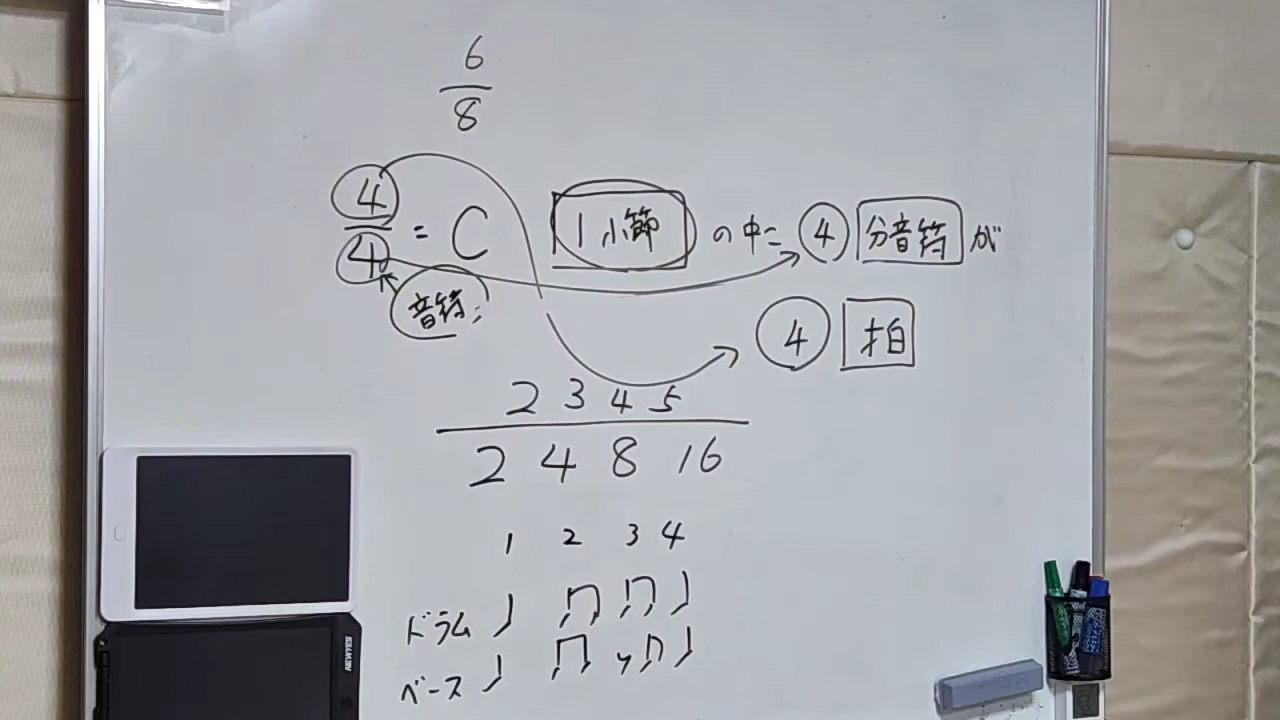 6
8
4
4 = C 1小節 の中に 4 分音符 が
音符;
4 拍
2 3 4 5
2 4 8 16
1 2 3 4
ドラム
ベース
NEWYES